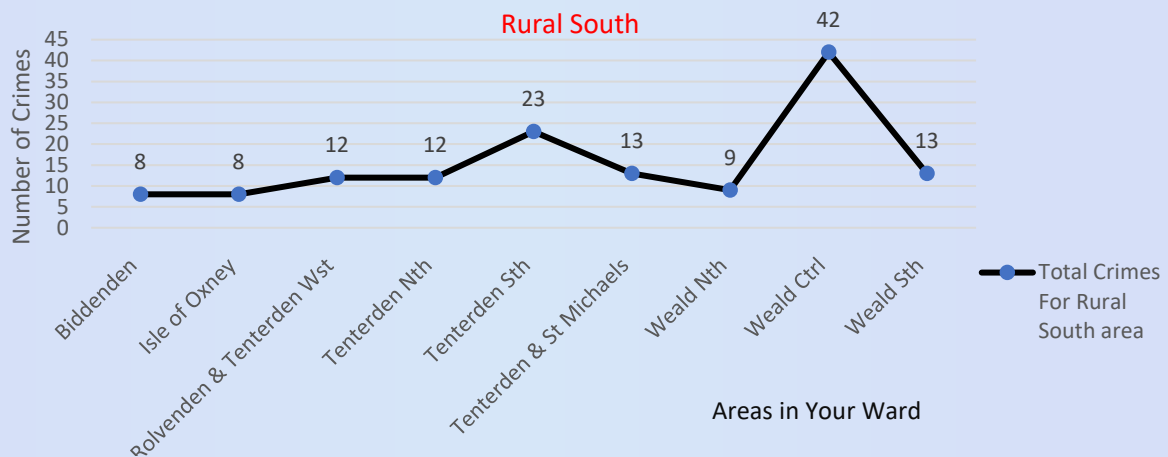 Rural South
Number of Crimes
45
40
35
30
25
20
15
10
5
0
8
8
12
12
23
13
9
42
13
Biddenden
Isle of Oxney
Rolvenden & Tenterden Wst
Tenterden Nth
Tenterden Sth
Tenterden & St Michaels
Weald Nth
Weald Ctrl
Weald Sth
Total Crimes
For Rural
South area
Areas in Your Ward